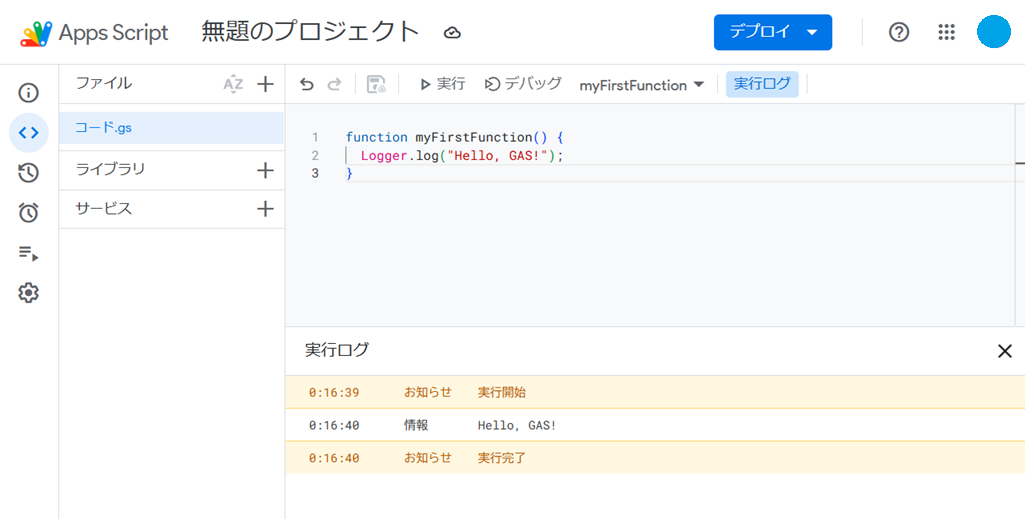 Apps Script 無題のプロジェクト デプロイ
ファイル AZ
コード.gs
ライブラリ
サービス
実行 デバッグ myFirstFunction 実行ログ
1 function myFirstFunction() {
2 Logger.log("Hello, GAS!");
3 }
実行ログ
0:16:39 お知らせ 実行開始
0:16:40 情報 Hello, GAS!
0:16:40 お知らせ 実行完了